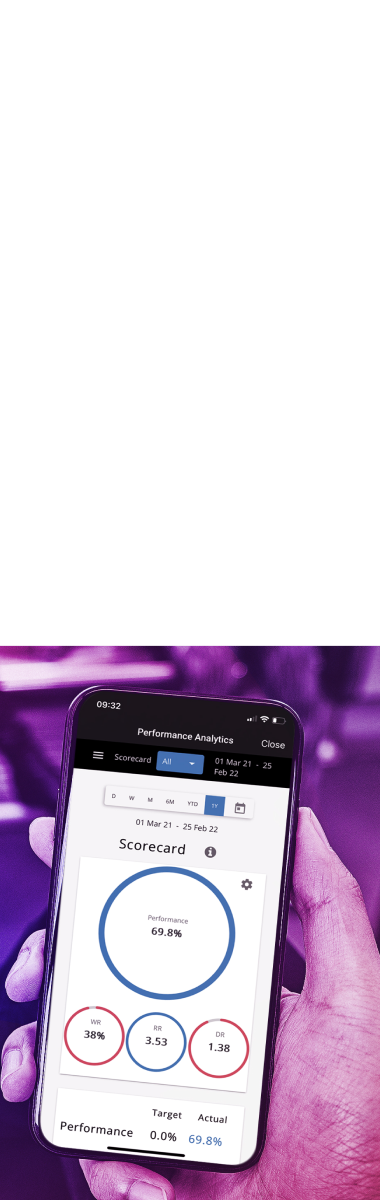 09:32
Performance Analytics
Close
Scorecard
All
01 Mar 21 - 25
Feb 22
D W M 6M YTD 1Y
01 Mar 21 - 25 Feb 22
Scorecard
Performance
69.8%
WR
38%
RR
3.53
DR
1.38
Target Actual
Performance 0.0% 69.8%